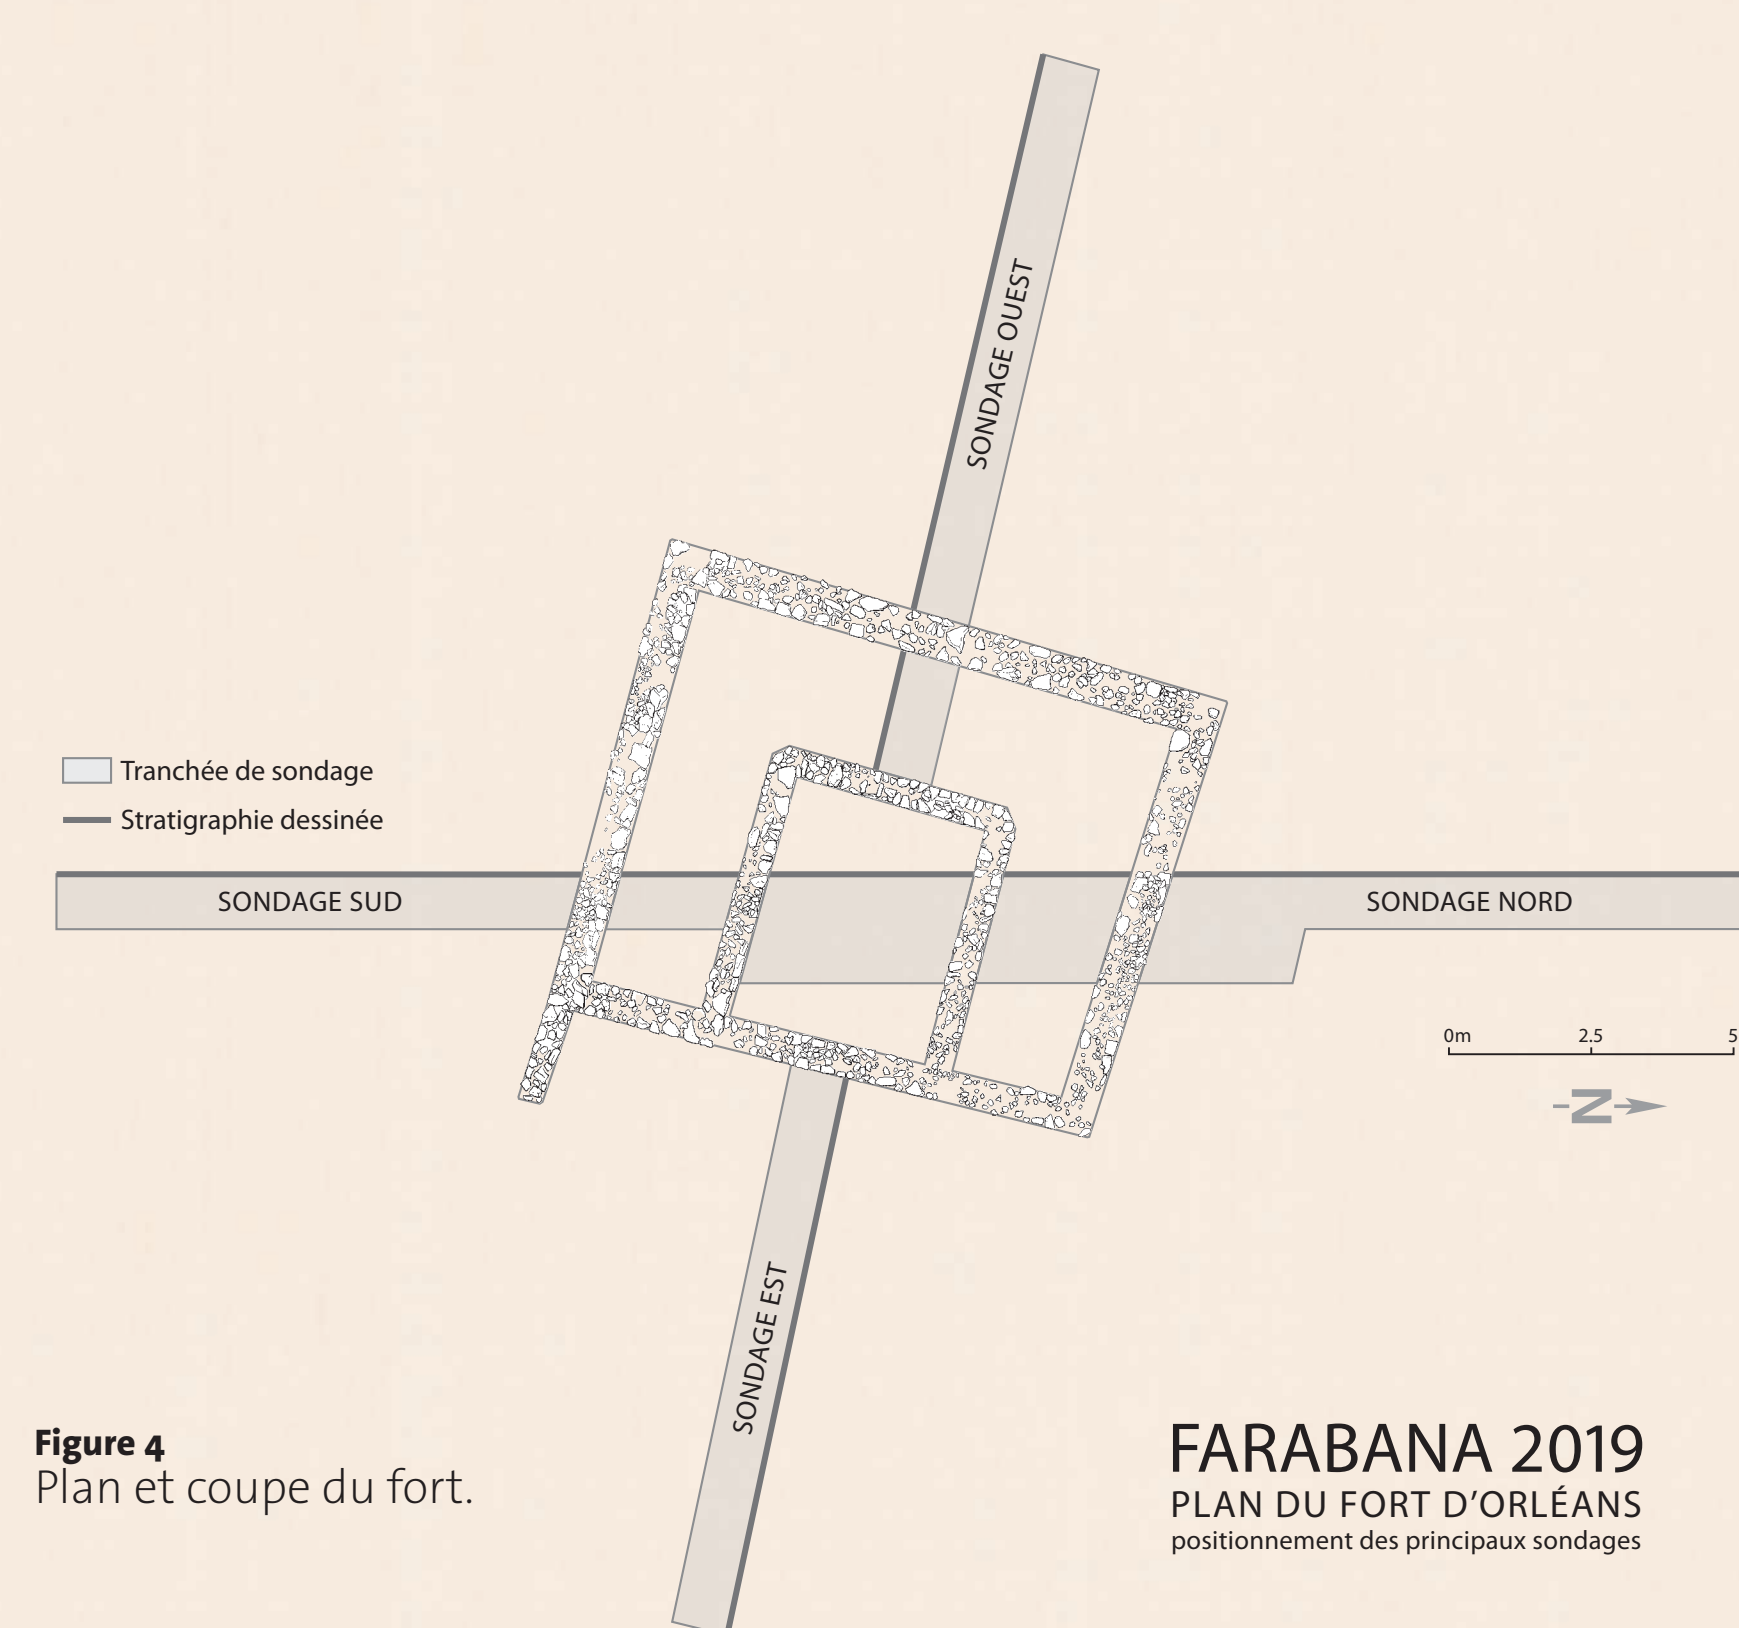 SONDAGE OUEST
Tranchée de sondage
Stratigraphie dessinée
SONDAGE SUD
SONDAGE NORD
0m 2.5 5
N
SONDAGE EST
Figure 4
Plan et coupe du fort.
FARABANA 2019
PLAN DU FORT D’ORLÉANS
positionnement des principaux sondages